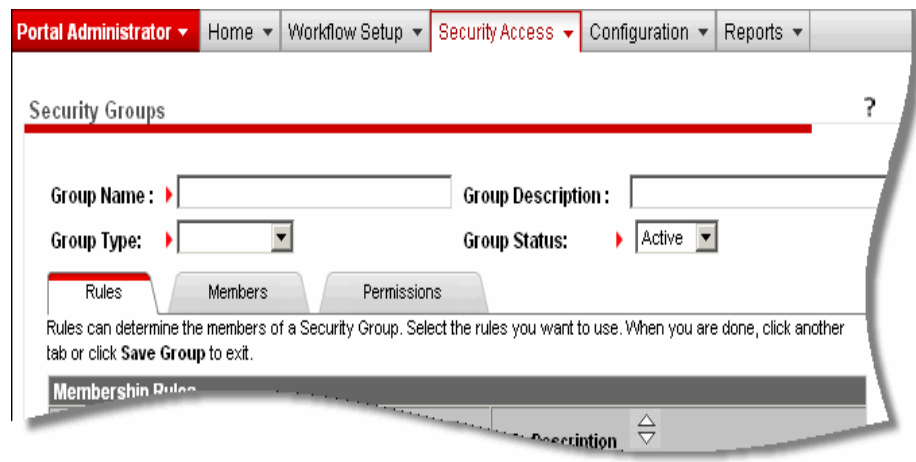 Portal Administrator Home Workflow Setup Security Access Configuration Reports
Security Groups ?
Group Name : Group Description :
Group Type: Group Status: Active
Rules Members Permissions
Rules can determine the members of a Security Group. Select the rules you want to use. When you are done, click another
tab or click Save Group to exit.
Membership Rules
Description